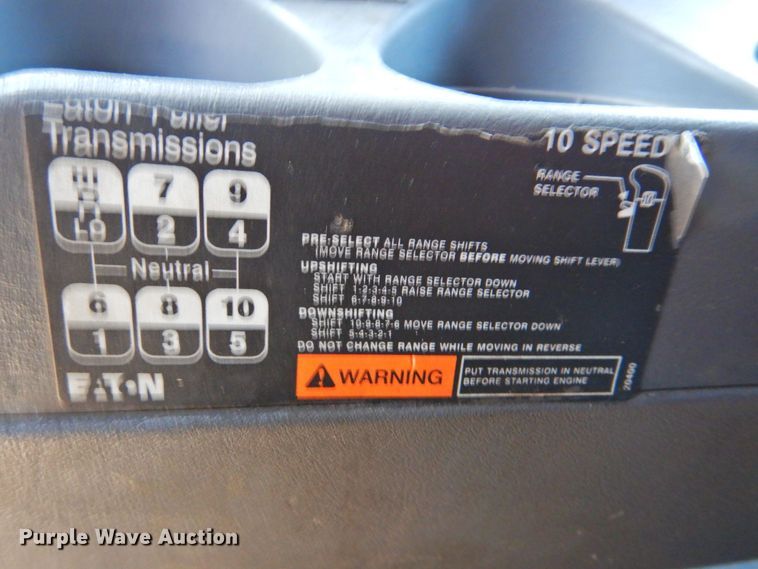 Eaton Fuller
Transmissions
10 SPEED
RANGE
SELECTOR
HI
R
LO
7
2
9
4
Neutral
6
1
8
3
10
5
EATON
PRE-SELECT ALL RANGE SHIFTS
(MOVE RANGE SELECTOR BEFORE MOVING SHIFT LEVER)
UPSHIFTING
START WITH RANGE SELECTOR DOWN
SHIFT 1-2-3-4-5 RAISE RANGE SELECTOR
SHIFT 6-7-8-9-10
DOWNSHIFTING
SHIFT 10-9-8-7-6 MOVE RANGE SELECTOR DOWN
SHIFT 5-4-3-2-1
DO NOT CHANGE RANGE WHILE MOVING IN REVERSE
WARNING
PUT TRANSMISSION IN NEUTRAL
BEFORE STARTING ENGINE
20400
Purple Wave Auction